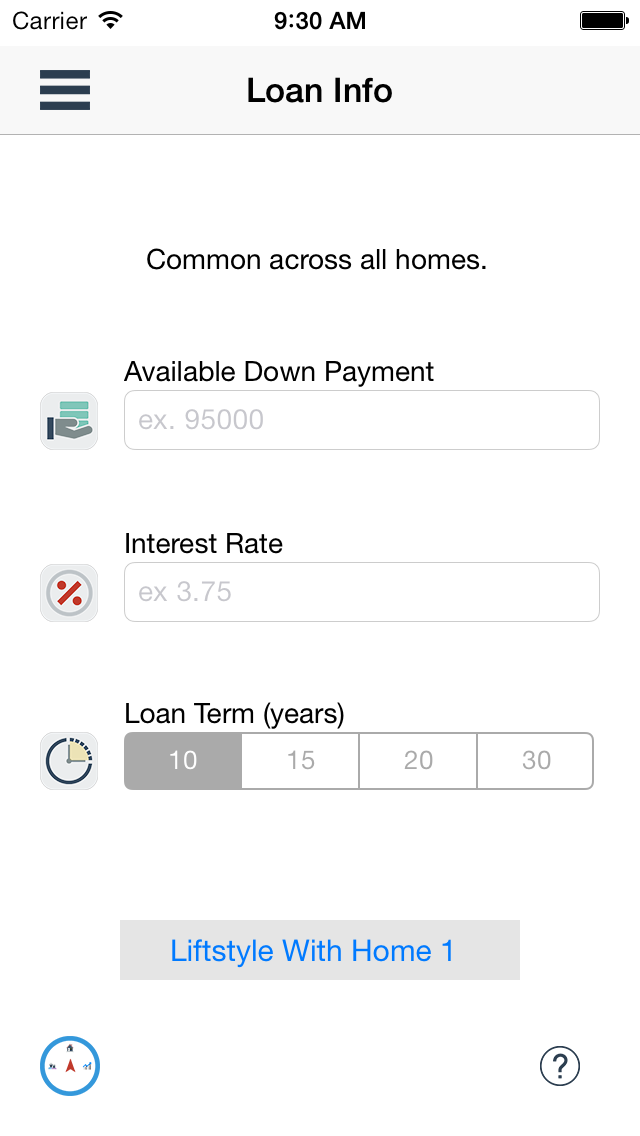 Carrier 9:30 AM
Loan Info
Common across all homes.
Available Down Payment
ex. 95000
Interest Rate
ex 3.75
Loan Term (years)
10 15 20 30
Liftstyle With Home 1
?